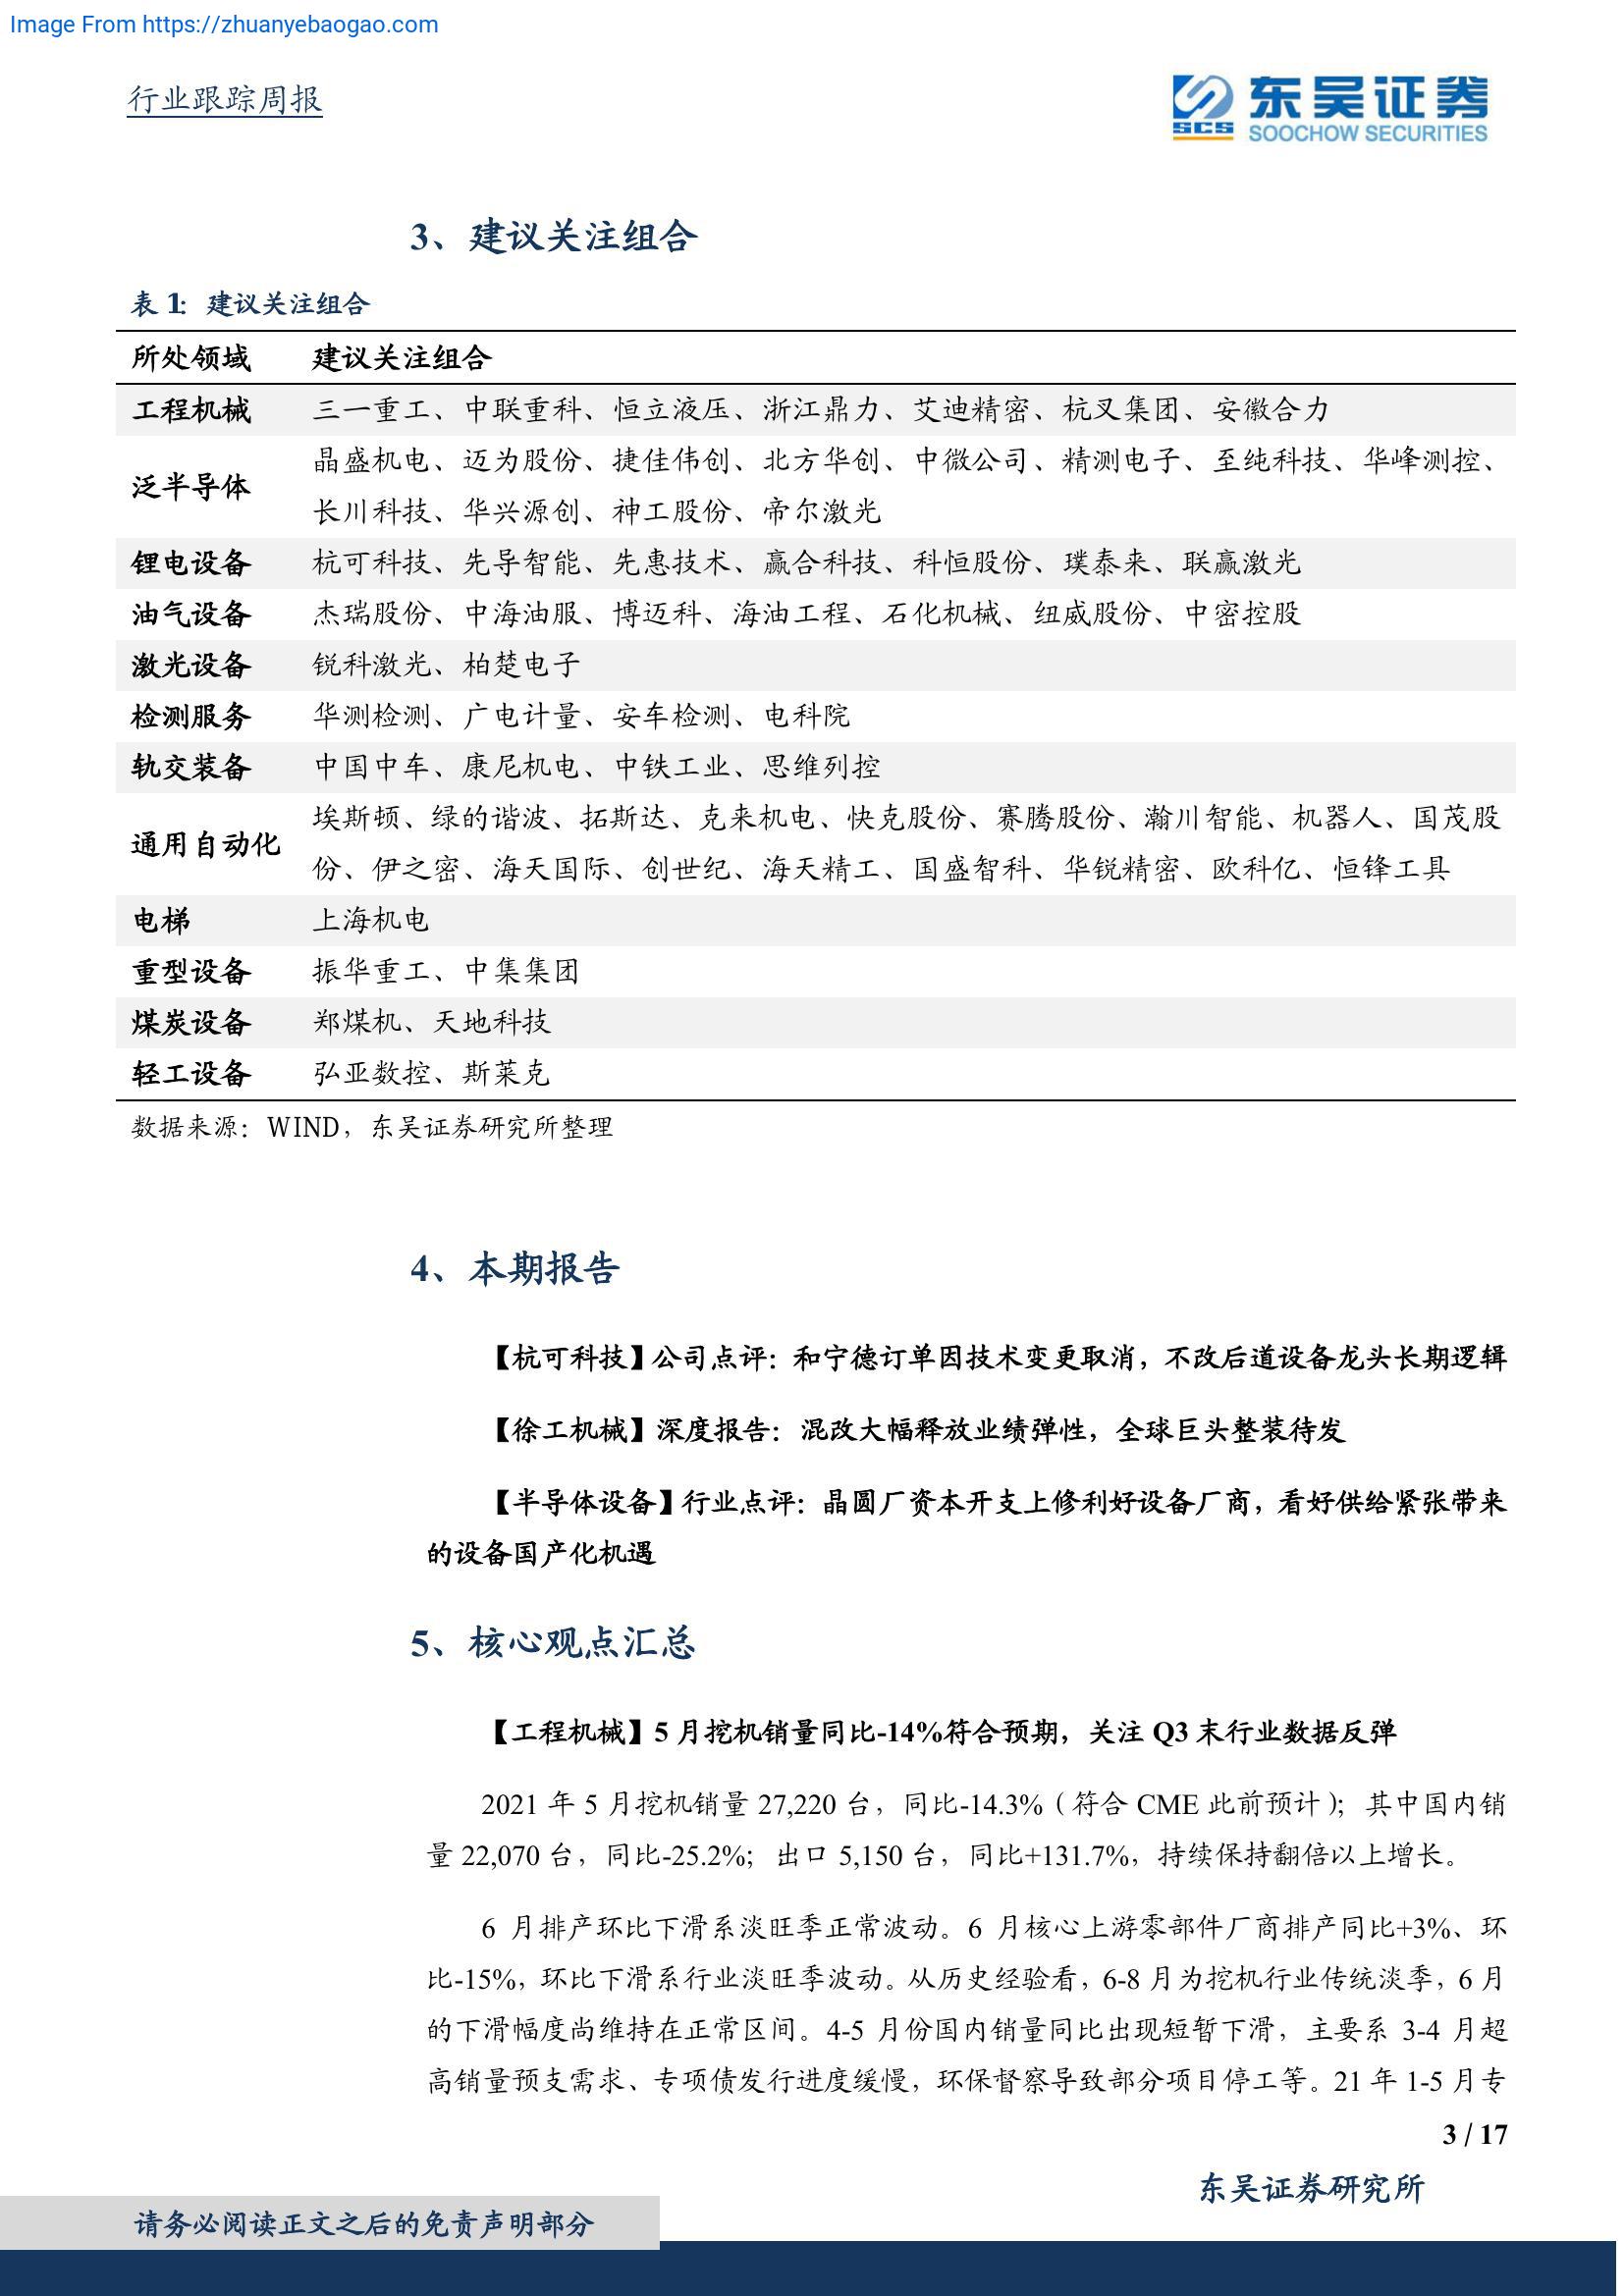 Image From https://zhuanyebaogao.com
行业跟踪周报
SCS
东吴证券
SOOCHOW SECURITIES
3、建议关注组合
表 1: 建议关注组合
所处领域 建议关注组合
工程机械 三一重工、中联重科、恒立液压、浙江鼎力、艾迪精密、杭叉集团、安徽合力
泛半导体 晶盛机电、迈为股份、捷佳伟创、北方华创、中微公司、精测电子、至纯科技、华峰测控、
长川科技、华兴源创、神工股份、帝尔激光
锂电设备 杭可科技、先导智能、先惠技术、赢合科技、科恒股份、璞泰来、联赢激光
油气设备 杰瑞股份、中海油服、博迈科、海油工程、石化机械、纽威股份、中密控股
激光设备 锐科激光、柏楚电子
检测服务 华测检测、广电计量、安车检测、电科院
轨交装备 中国中车、康尼机电、中铁工业、思维列控
通用自动化 埃斯顿、绿的谐波、拓斯达、克来机电、快克股份、赛腾股份、瀚川智能、机器人、国茂股
份、伊之密、海天国际、创世纪、海天精工、国盛智科、华锐精密、欧科亿、恒锋工具
电梯 上海机电
重型设备 振华重工、中集集团
煤炭设备 郑煤机、天地科技
轻工设备 弘亚数控、斯莱克
数据来源：WIND，东吴证券研究所整理
4、本期报告
【杭可科技】公司点评：和宁德订单因技术变更取消，不改后道设备龙头长期逻辑
【徐工机械】深度报告：混改大幅释放业绩弹性，全球巨头整装待发
【半导体设备】行业点评：晶圆厂资本开支上修利好设备厂商，看好供给紧张带来
的设备国产化机遇
5、核心观点汇总
【工程机械】5 月挖机销量同比-14%符合预期，关注 Q3 末行业数据反弹
2021 年 5 月挖机销量 27,220 台，同比-14.3%（符合 CME 此前预计）；其中国内销
量 22,070 台，同比-25.2%；出口 5,150 台，同比+131.7%，持续保持翻倍以上增长。
6 月排产环比下滑系淡旺季正常波动。6 月核心上游零部件厂商排产同比+3%、环
比-15%，环比下滑系行业淡旺季波动。从历史经验看，6-8 月为挖机行业传统淡季，6 月
的下滑幅度尚维持在正常区间。4-5 月份国内销量同比出现短暂下滑，主要系 3-4 月超
高销量预支需求、专项债发行进度缓慢，环保督察导致部分项目停工等。21 年 1-5 月专
3 / 17
东吴证券研究所
请务必阅读正文之后的免责声明部分